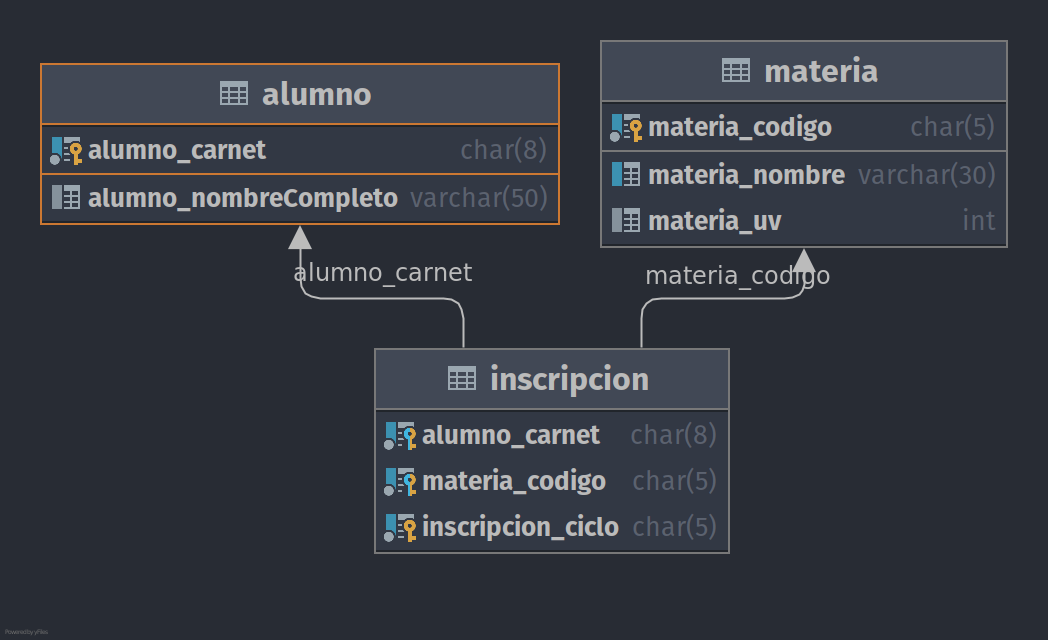 alumno
alumno_carnet char(8)
alumno_nombreCompleto varchar(50)
materia
materia_codigo char(5)
materia_nombre varchar(30)
materia_uv int
alumno_carnet
materia_codigo
inscripcion
alumno_carnet char(8)
materia_codigo char(5)
inscripcion_ciclo char(5)
Powered by yFiles